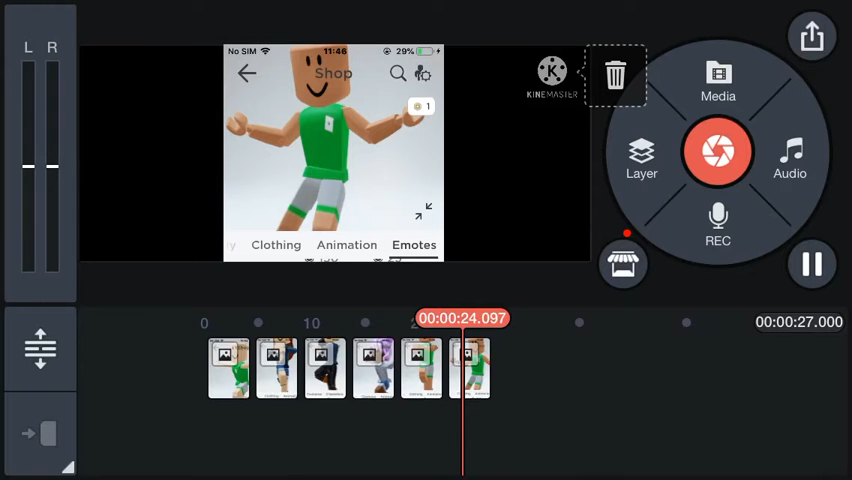 L R
No SIM 11:46 29%
Shop
1
KINEMASTER
Media
Layer
Audio
REC
Clothing Animation Emotes
0 10
00:00:24.097
00:00:27.000